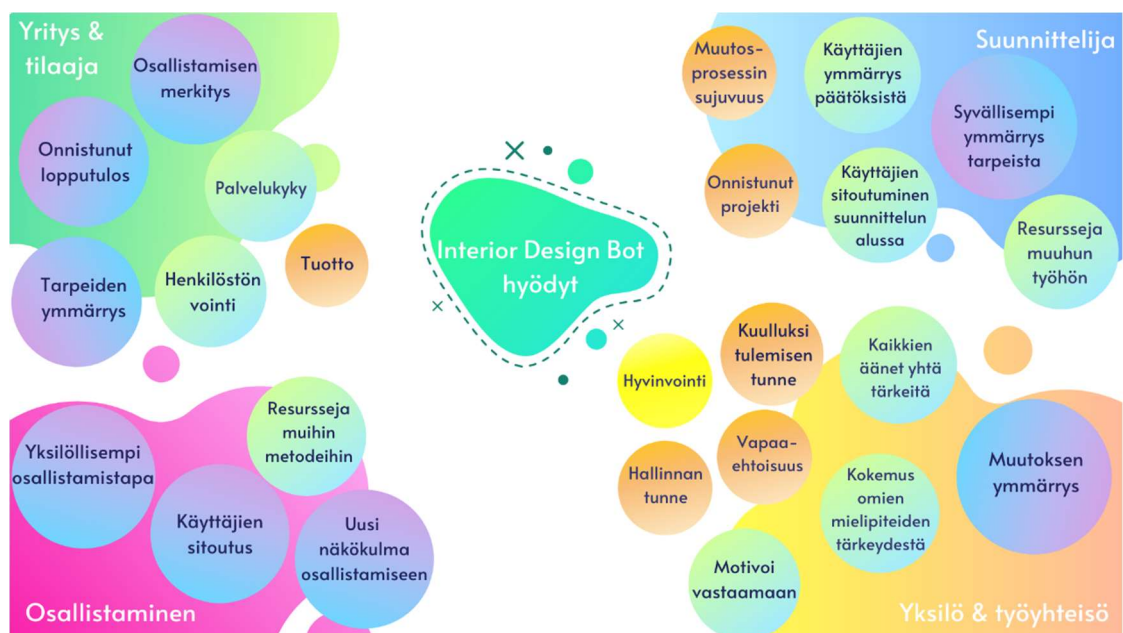 Yritys &
tilaaja
Osallistamisen
merkitys
Onnistunut
lopputulos
Palvelukyky
Tarpeiden
ymmärrys
Henkilöstön
vointi
Tuotto
Interior Design Bot
hyödyt
Suunnittelija
Muutos-
prosessin
sujuvuus
Käyttäjien
ymmärrys
päätöksistä
Syvällisempi
ymmärrys
tarpeista
Onnistunut
projekti
Käyttäjien
sitoutuminen
suunnittelun
alussa
Resursseja
muuhun
työhön
Resursseja
muihin
metodeihin
Yksilöllisempi
osallistamistapa
Käyttäjien
sitoutus
Uusi
näkökulma
osallistamiseen
Osallistaminen
Hyvinvointi
Kuulluksi
tulemisen
tunne
Kaikkien
äänet yhtä
tärkeitä
Hallinnan
tunne
Vapaa-
ehtoisuus
Kokemus
omien
mielipiteiden
tärkeydestä
Muutoksen
ymmärrys
Motivoi
vastaamaan
Yksilö & työyhteisö